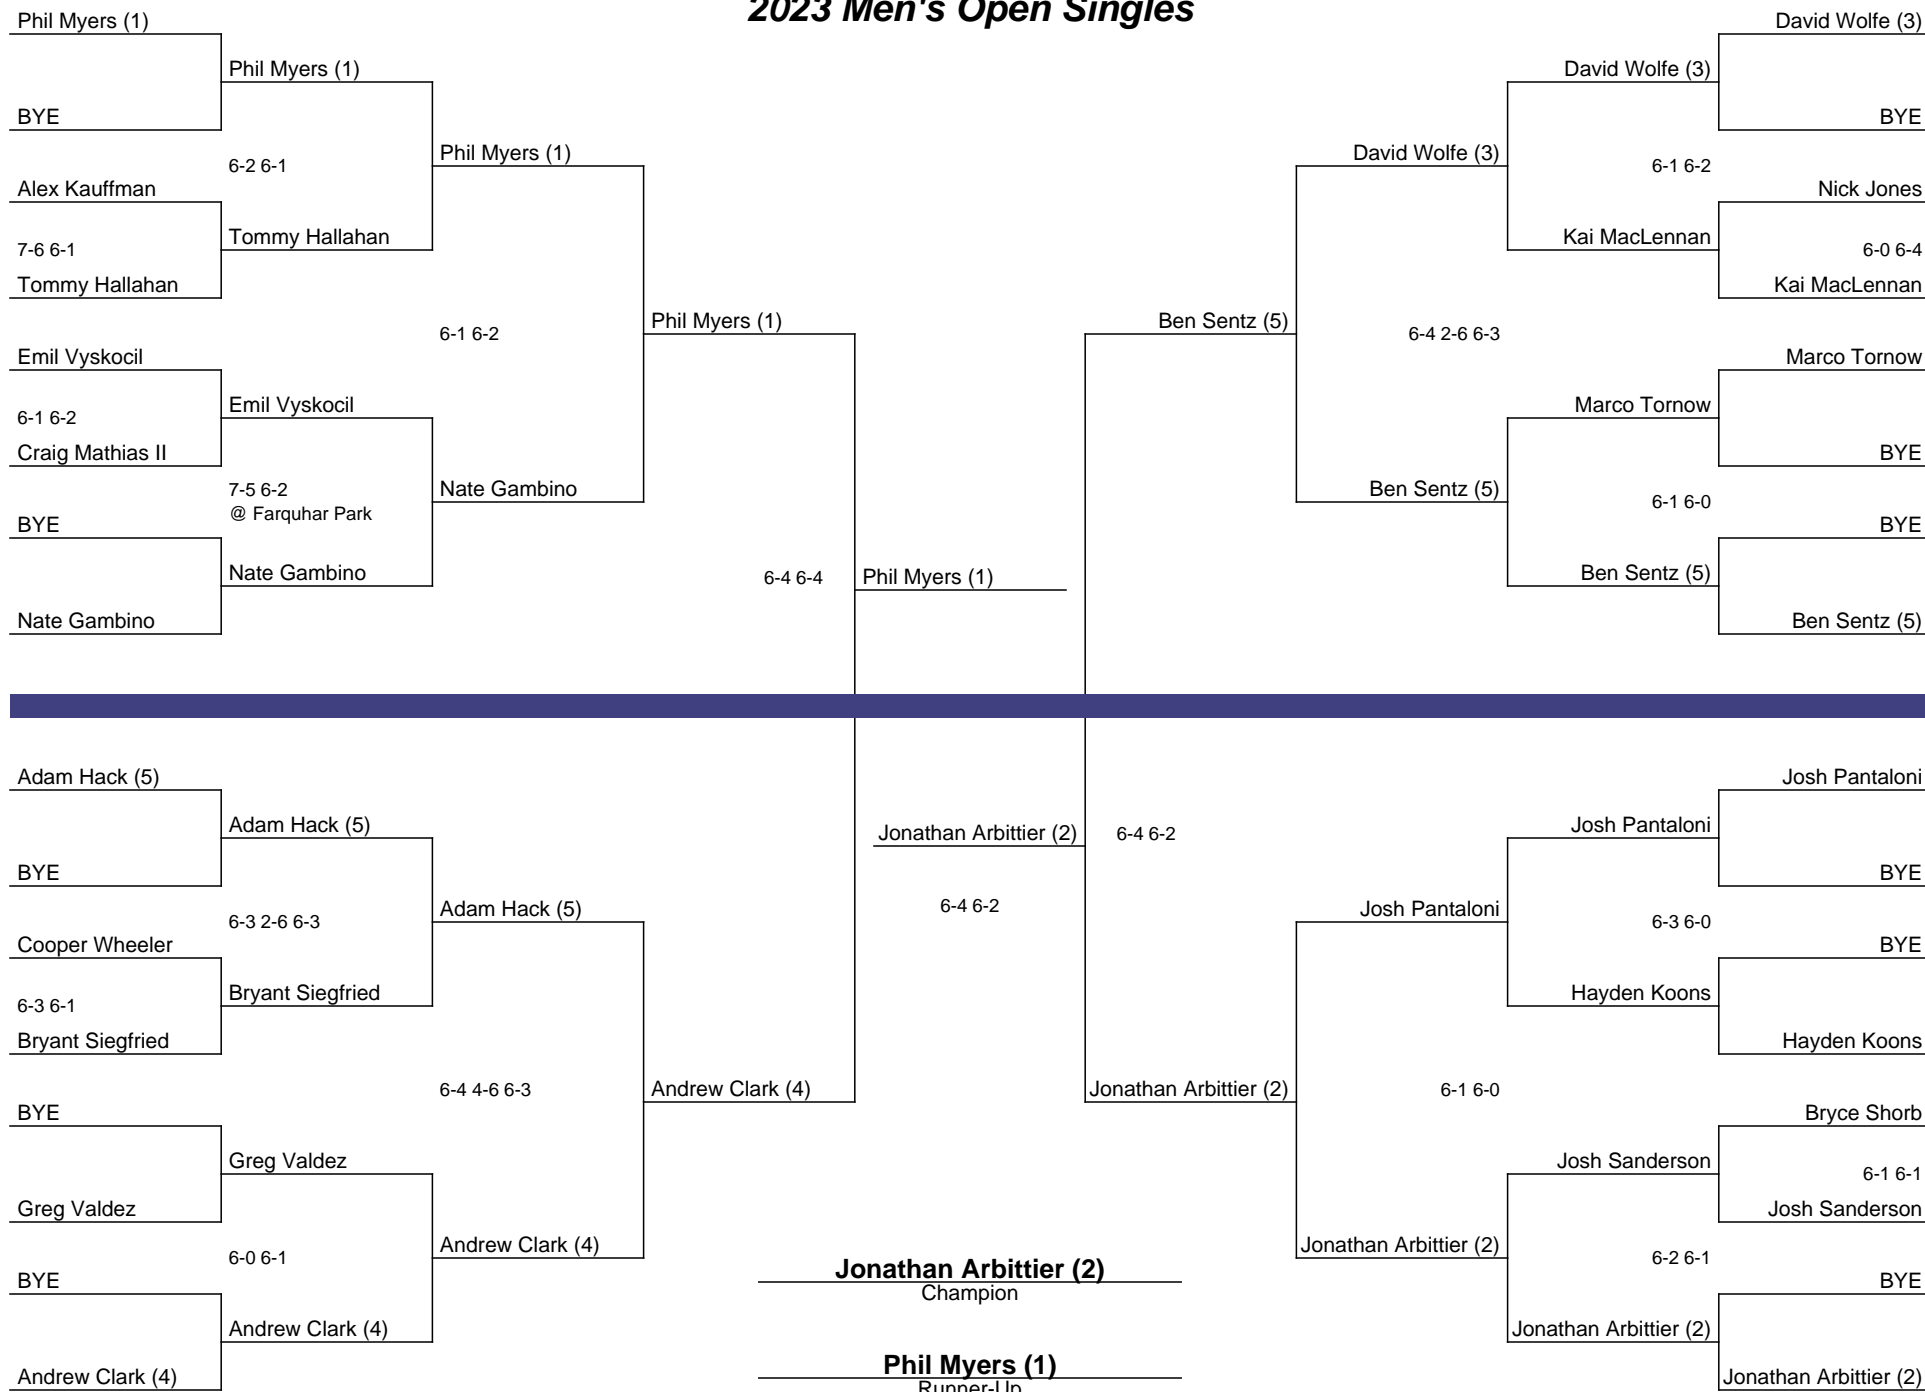 2023 Men's Open Singles
Phil Myers (1)
BYE
Alex Kauffman
7-6 6-1
Tommy Hallahan
Emil Vyskocil
6-1 6-2
Craig Mathias II
BYE
Nate Gambino
Phil Myers (1)
6-2 6-1
Tommy Hallahan
Emil Vyskocil
7-5 6-2
@ Farquhar Park
Nate Gambino
Phil Myers (1)
6-1 6-2
Nate Gambino
Phil Myers (1)
6-4 6-4
Phil Myers (1)
Adam Hack (5)
BYE
Cooper Wheeler
6-3 6-1
Bryant Siegfried
BYE
Greg Valdez
BYE
Andrew Clark (4)
Adam Hack (5)
6-3 2-6 6-3
Bryant Siegfried
Greg Valdez
6-0 6-1
Andrew Clark (4)
Adam Hack (5)
6-4 4-6 6-3
Andrew Clark (4)
Andrew Clark (4)
David Wolfe (3)
BYE
Nick Jones
6-0 6-4
Kai MacLennan
Marco Tornow
BYE
BYE
Ben Sentz (5)
David Wolfe (3)
6-1 6-2
Kai MacLennan
Marco Tornow
6-1 6-0
Ben Sentz (5)
David Wolfe (3)
6-4 2-6 6-3
Ben Sentz (5)
Ben Sentz (5)
Jonathan Arbittier (2)
6-4 6-2
6-4 6-2
Josh Pantaloni
BYE
BYE
Hayden Koons
Bryce Shorb
6-1 6-1
Josh Sanderson
BYE
Jonathan Arbittier (2)
Josh Pantaloni
6-3 6-0
Hayden Koons
Josh Sanderson
6-2 6-1
Jonathan Arbittier (2)
Josh Pantaloni
6-1 6-0
Jonathan Arbittier (2)
Jonathan Arbittier (2)
Jonathan Arbittier (2)
Champion
Phil Myers (1)
Runner-Up